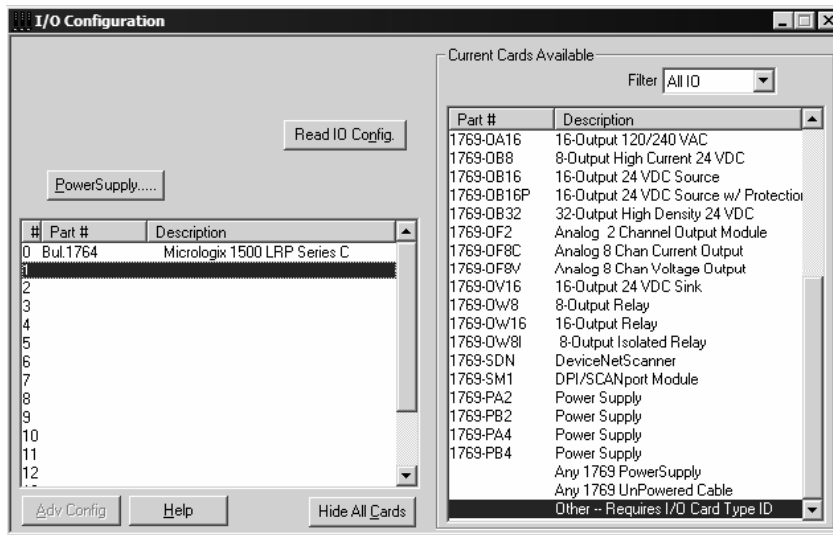 I/O Configuration
Read IO Config.
PowerSupply.....
# Part # Description
0 Bul.1764 Micrologix 1500 LRP Series C
1
2
3
4
5
6
7
8
9
10
11
12
Adv Config Help Hide All Cards
Current Cards Available
Filter All IO
Part # Description
1769-OA16 16-Output 120/240 VAC
1769-OB8 8-Output High Current 24 VDC
1769-OB16 16-Output 24 VDC Source
1769-OB16P 16-Output 24 VDC Source w/ Protection
1769-OB32 32-Output High Density 24 VDC
1769-OF2 Analog 2 Channel Output Module
1769-OF8C Analog 8 Chan Current Output
1769-OF8V Analog 8 Chan Voltage Output
1769-OV16 16-Output 24 VDC Sink
1769-OW8 8-Output Relay
1769-OW16 16-Output Relay
1769-OW8I 8-Output Isolated Relay
1769-SDN DeviceNetScanner
1769-SM1 DPI/SCANport Module
1769-PA2 Power Supply
1769-PB2 Power Supply
1769-PA4 Power Supply
1769-PB4 Power Supply
Any 1769 PowerSupply
Any 1769 UnPowered Cable
Other -- Requires I/O Card Type ID